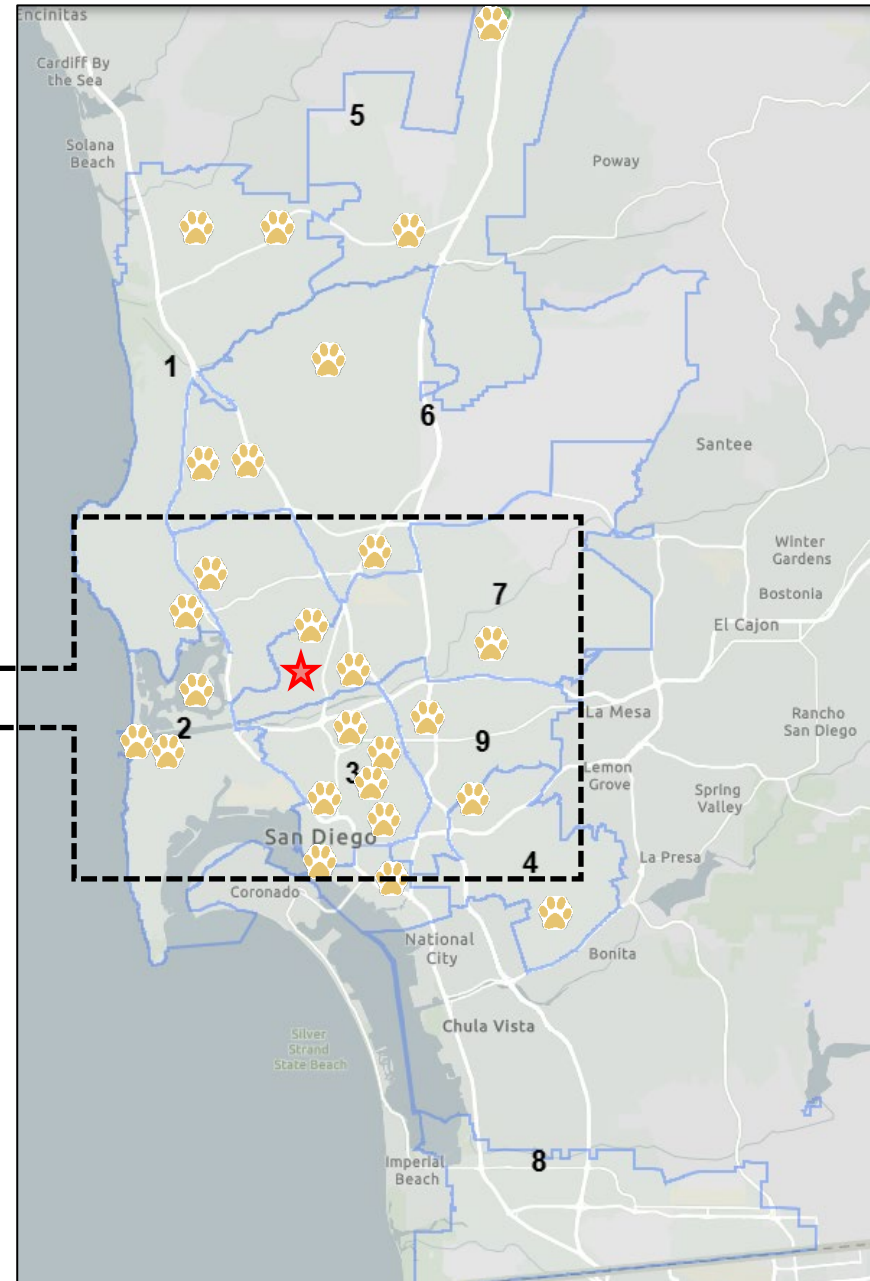 Encinitas
Cardiff By
the Sea
5
Solana
Beach
Poway
1
6
Santee
Winter
Gardens
7
Bostonia
El Cajon
2
La Mesa
Rancho
San Diego
9
3
Lemon
Grove
Spring
Valley
San Diego
4
La Presa
Coronado
National
City
Bonita
Chula Vista
Silver
Strand
State Beach
8
Imperial
Beach